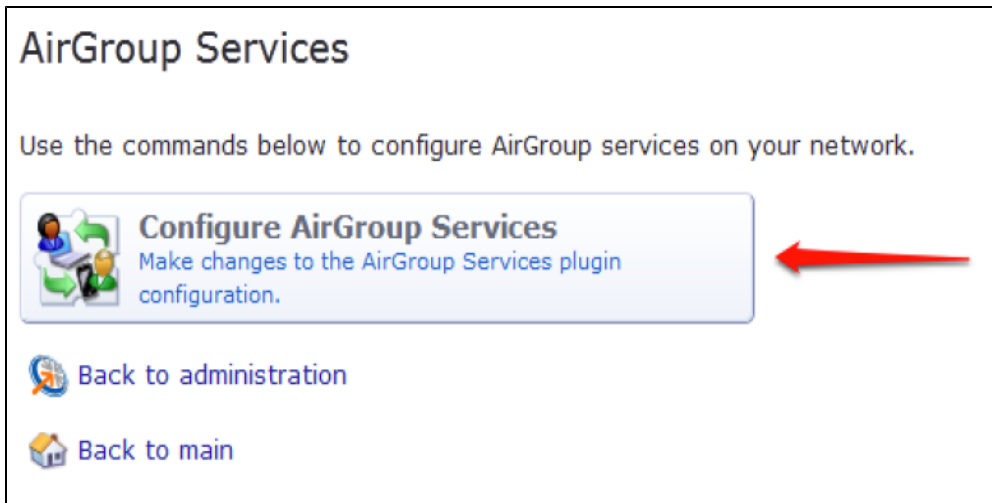 AirGroup Services
Use the commands below to configure AirGroup services on your network.
Configure AirGroup Services
Make changes to the AirGroup Services plugin
configuration.
Back to administration
Back to main